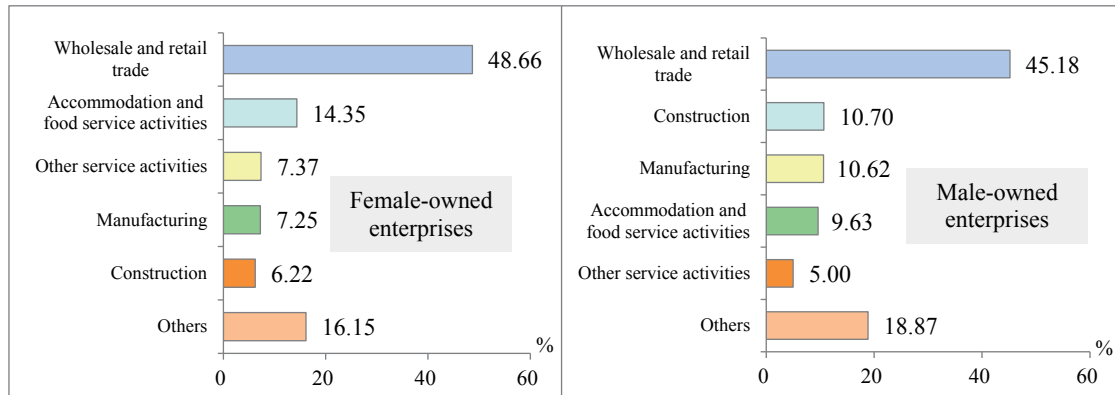 Wholesale and retail
trade
48.66
Accommodation and
food service activities
14.35
Other service activities
7.37
Manufacturing
7.25
Construction
6.22
Others
16.15
Female-owned
enterprises
%
0 20 40 60
Wholesale and retail
trade
45.18
Construction
10.70
Manufacturing
10.62
Accommodation and
food service activities
9.63
Other service activities
5.00
Others
18.87
Male-owned
enterprises
%
0 20 40 60